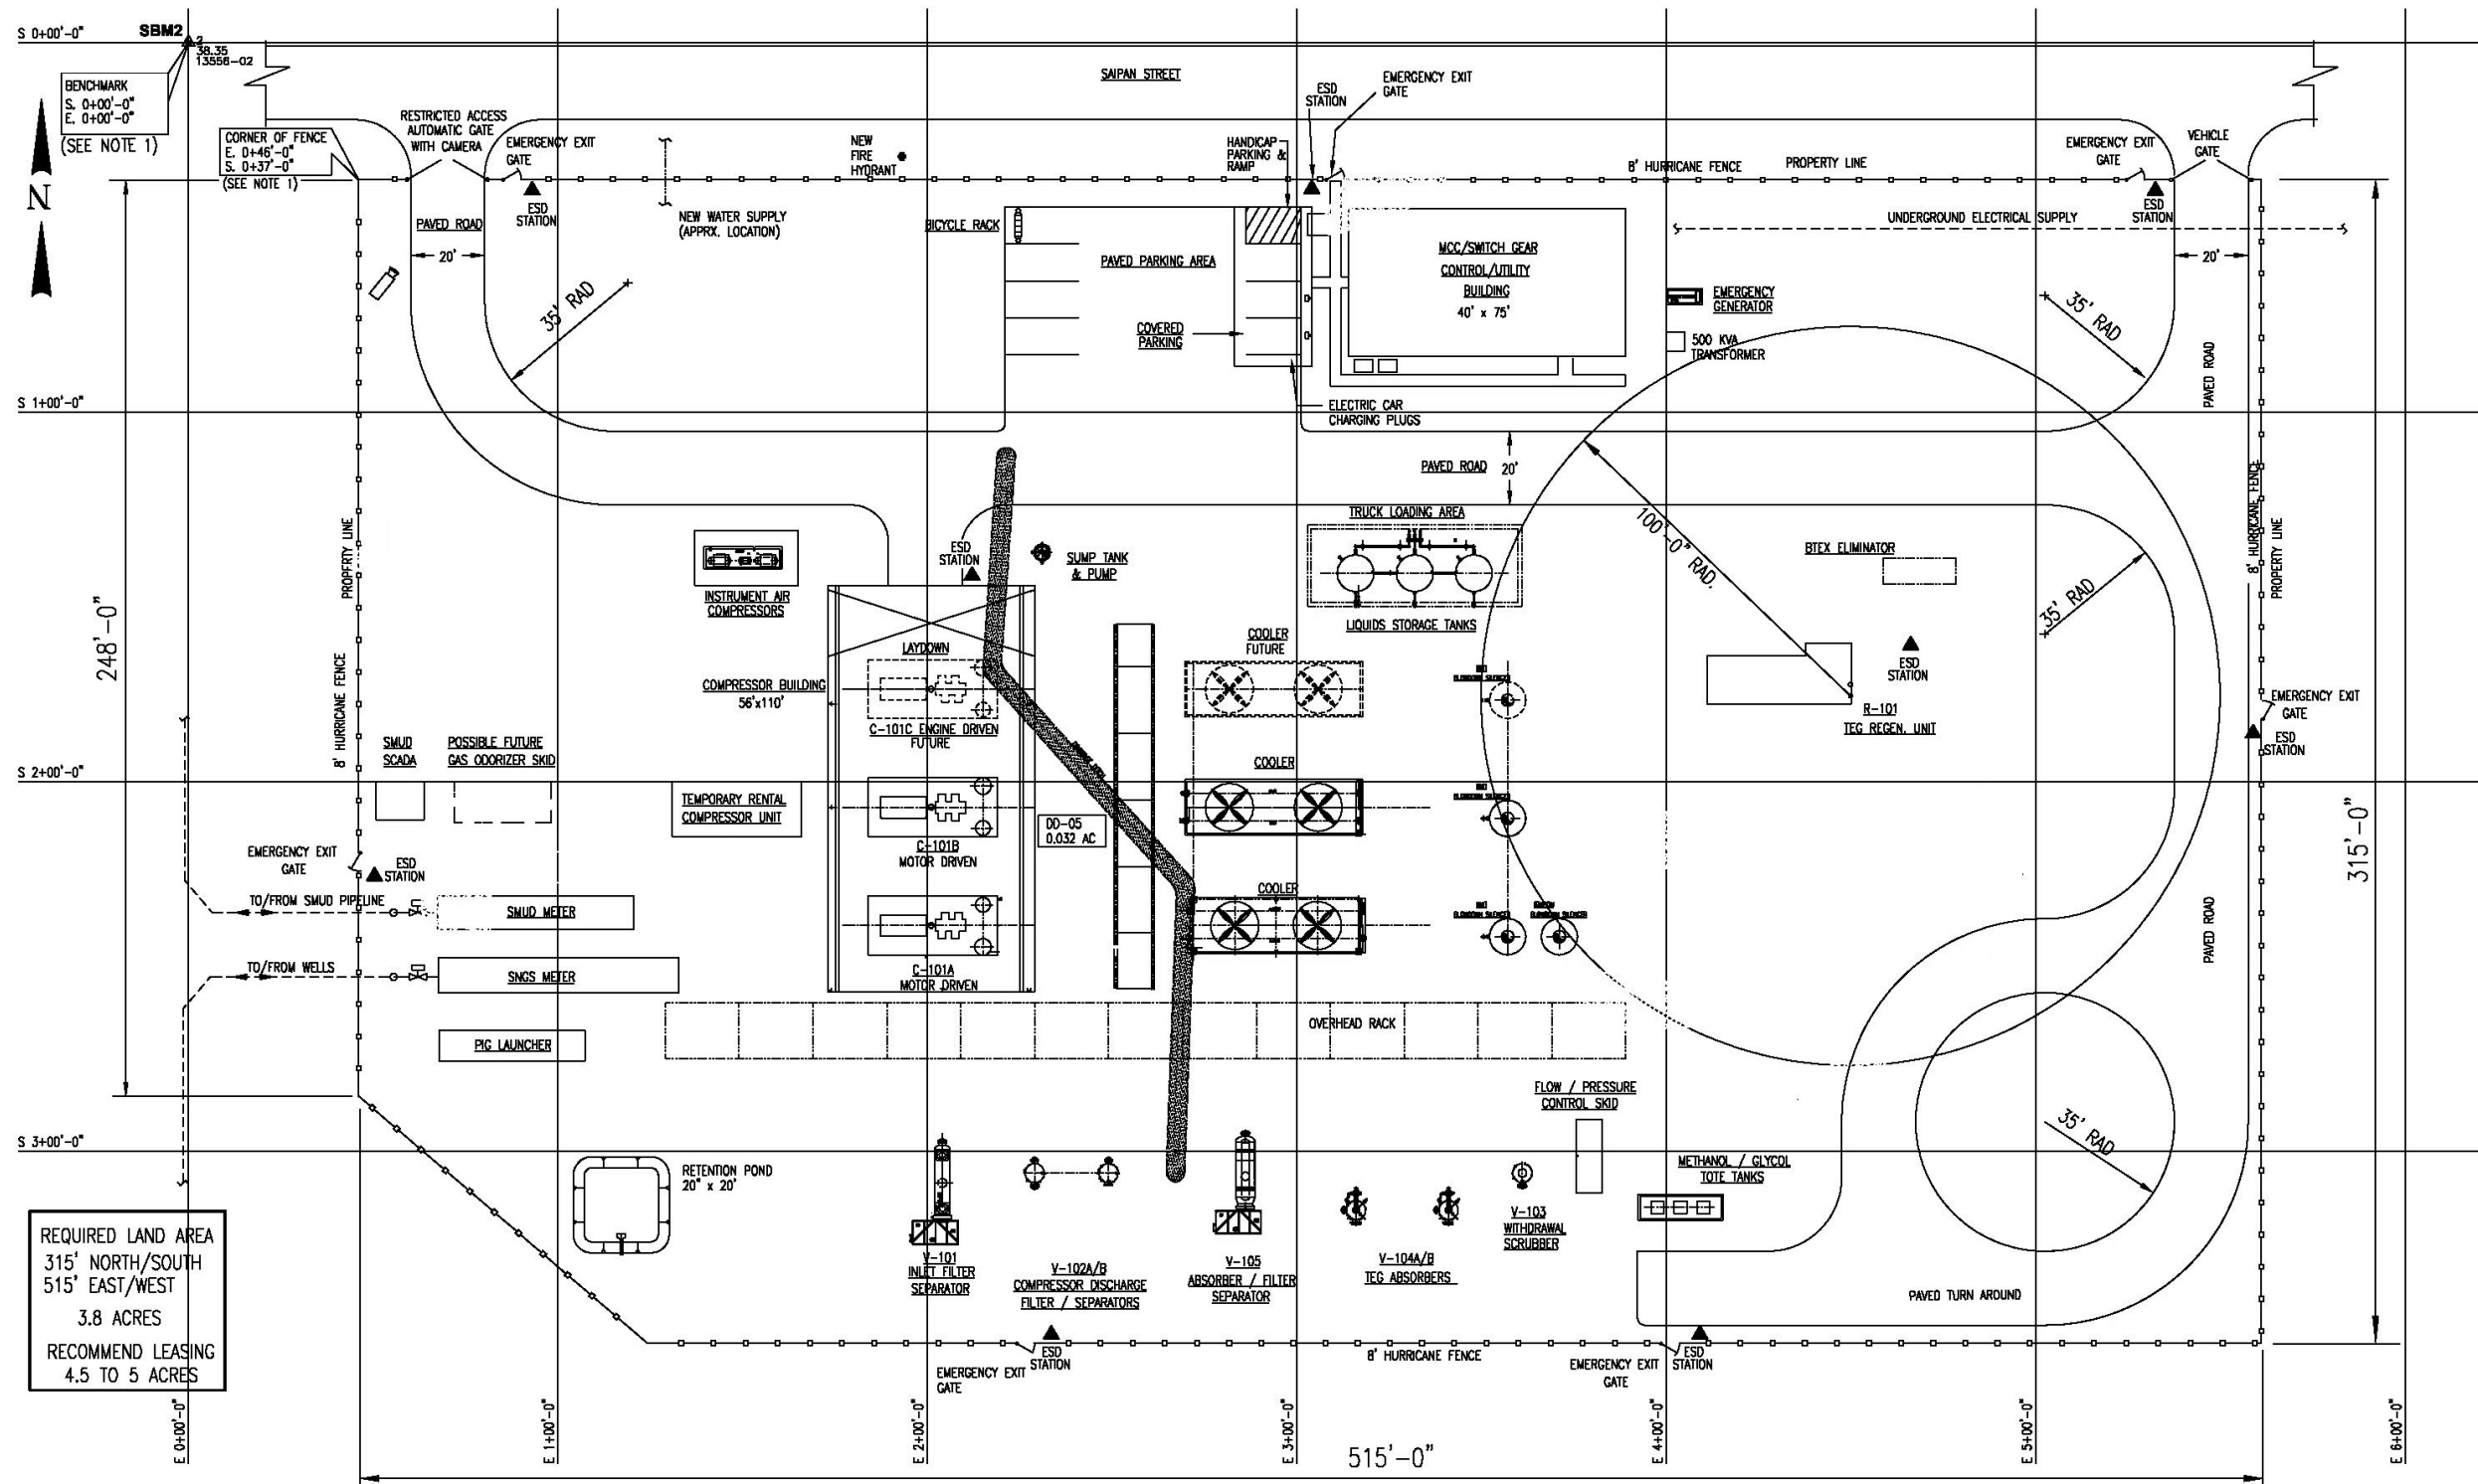 S 0+00'-0"
SBM2
2
38.35
13556-02
BENCHMARK
S. 0+00'-0"
E. 0+00'-0"
(SEE NOTE 1)
N
CORNER OF FENCE
E. 0+46'-0"
S. 0+37'-0"
(SEE NOTE 1)
RESTRICTED ACCESS
AUTOMATIC GATE
WITH CAMERA
EMERGENCY EXIT
GATE
ESD
STATION
NEW
FIRE
HYDRANT
NEW WATER SUPPLY
(APPRX. LOCATION)
SAIPAN STREET
ESD
STATION
EMERGENCY EXIT
GATE
HANDICAP
PARKING &
RAMP
8' HURRICANE FENCE
PROPERTY LINE
EMERGENCY EXIT
GATE
VEHICLE
GATE
ESD
STATION
UNDERGROUND ELECTRICAL SUPPLY
PAVED ROAD
20'
35' RAD
BICYCLE RACK
PAVED PARKING AREA
COVERED
PARKING
MCC/SWITCH GEAR
CONTROL/UTILITY
BUILDING
40' x 75'
EMERGENCY
GENERATOR
500 KVA
TRANSFORMER
20'
35' RAD
PAVED ROAD
S 1+00'-0"
ELECTRIC CAR
CHARGING PLUGS
PAVED ROAD
20'
8' HURRICANE FENCE
PROPERTY LINE
PROPERTY LINE
8' HURRICANE FENCE
248'-0"
INSTRUMENT AIR
COMPRESSORS
ESD
STATION
SUMP TANK
& PUMP
TRUCK LOADING AREA
LIQUIDS STORAGE TANKS
100'-0" RAD.
BTEX ELIMINATOR
35' RAD
ESD
STATION
R-101
TEG REGEN. UNIT
EMERGENCY EXIT
GATE
ESD
STATION
LAYDOWN
COMPRESSOR BUILDING
56'x110'
C-101C ENGINE DRIVEN
FUTURE
COOLER
FUTURE
SMUD
SCADA
POSSIBLE FUTURE
GAS ODORIZER SKID
S 2+00'-0"
TEMPORARY RENTAL
COMPRESSOR UNIT
C-101B
MOTOR DRIVEN
DD-05
0.032 AC
COOLER
COOLER
315'-0"
EMERGENCY EXIT
GATE
ESD
STATION
TO/FROM SMUD PIPELINE
SMUD METER
TO/FROM WELLS
SNGS METER
C-101A
MOTOR DRIVEN
PAVED ROAD
PIG LAUNCHER
OVERHEAD RACK
FLOW / PRESSURE
CONTROL SKID
35' RAD
S 3+00'-0"
RETENTION POND
20" x 20'
METHANOL / GLYCOL
TOTE TANKS
V-101
INLET FILTER
SEPARATOR
V-102A/B
COMPRESSOR DISCHARGE
FILTER / SEPARATORS
V-105
ABSORBER / FILTER
SEPARATOR
V-104A/B
TEG ABSORBERS
V-103
WITHDRAWAL
SCRUBBER
PAVED TURN AROUND
REQUIRED LAND AREA
315' NORTH/SOUTH
515' EAST/WEST
3.8 ACRES
RECOMMEND LEASING
4.5 TO 5 ACRES
EMERGENCY EXIT
GATE
ESD
STATION
8' HURRICANE FENCE
EMERGENCY EXIT
GATE
ESD
STATION
E 0+00'-0"
E 1+00'-0"
E 2+00'-0"
E 3+00'-0"
E 4+00'-0"
E 5+00'-0"
E 6+00'-0"
515'-0"